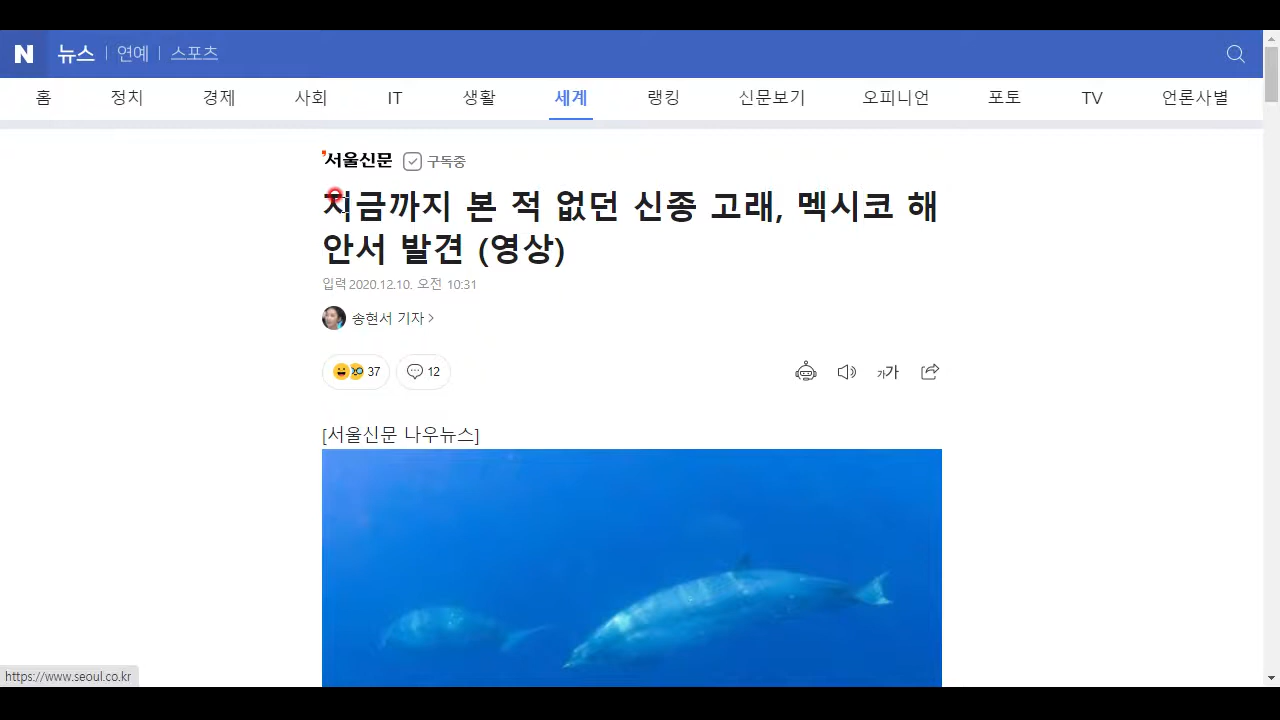 N 뉴스 연예 스포츠
홈 정치 경제 사회 IT 생활 세계 랭킹 신문보기 오피니언 포토 TV 언론사별
서울신문 구독중
지금까지 본 적 없던 신종 고래, 멕시코 해
안서 발견 (영상)
입력 2020.12.10. 오전 10:31
송현서 기자
37 12 가가
[서울신문 나우뉴스]
https://www.seoul.co.kr